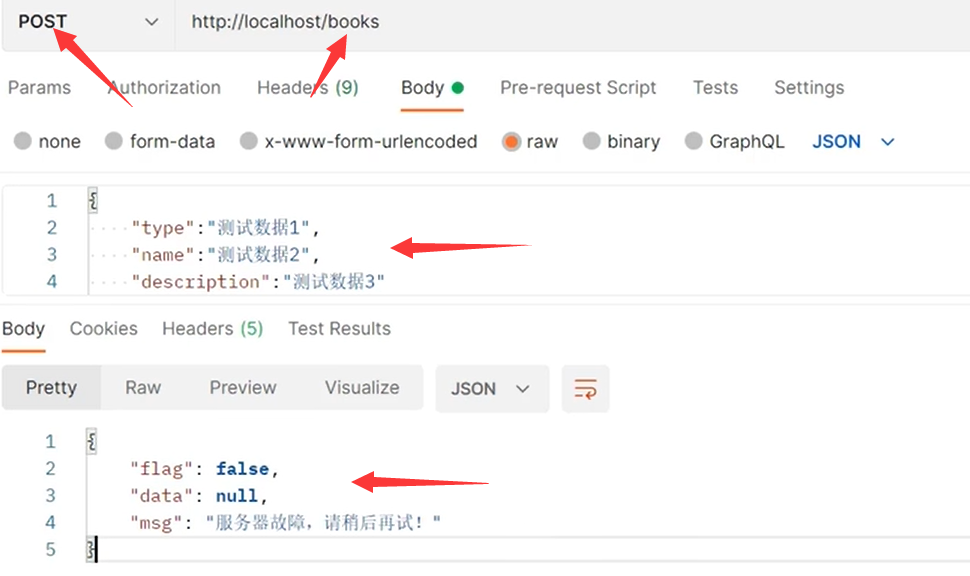 POST http://localhost/books
Params Authorization Headers (9) Body Pre-request Script Tests Settings
none form-data x-www-form-urlencoded raw binary GraphQL JSON
1 {
2 "type":"测试数据1",
3 "name":"测试数据2",
4 "description":"测试数据3"
Body Cookies Headers (5) Test Results
Pretty Raw Preview Visualize JSON
1 {
2 "flag": false,
3 "data": null,
4 "msg": "服务器故障，请稍后再试！"
5 }